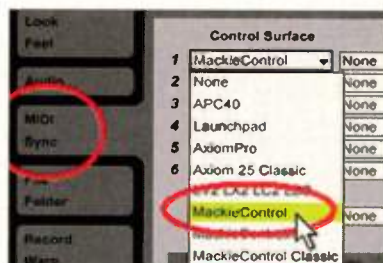 Look
Feel
Audio
MIDI
Sync
File
Folder
Record
Warp
Control Surface
1 MackieControl None
2 None None
3 APC40 None
4 Launchpad None
5 AxiomPro None
6 Axiom 25 Classic None
MackieControl None
MackieControl Classic